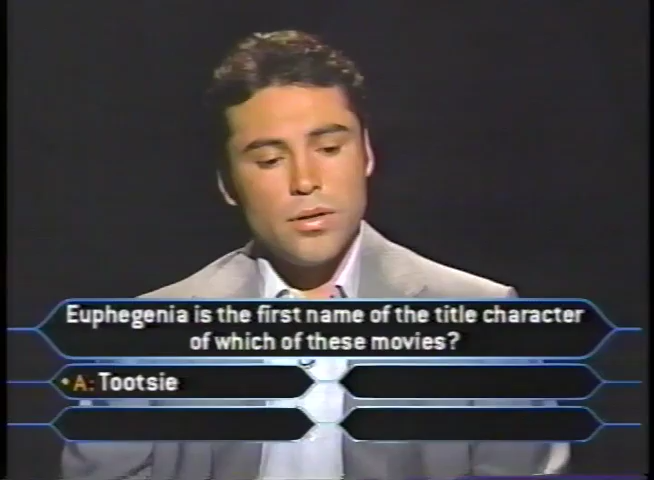 Euphegenia is the first name of the title character
of which of these movies?
• A: Tootsie